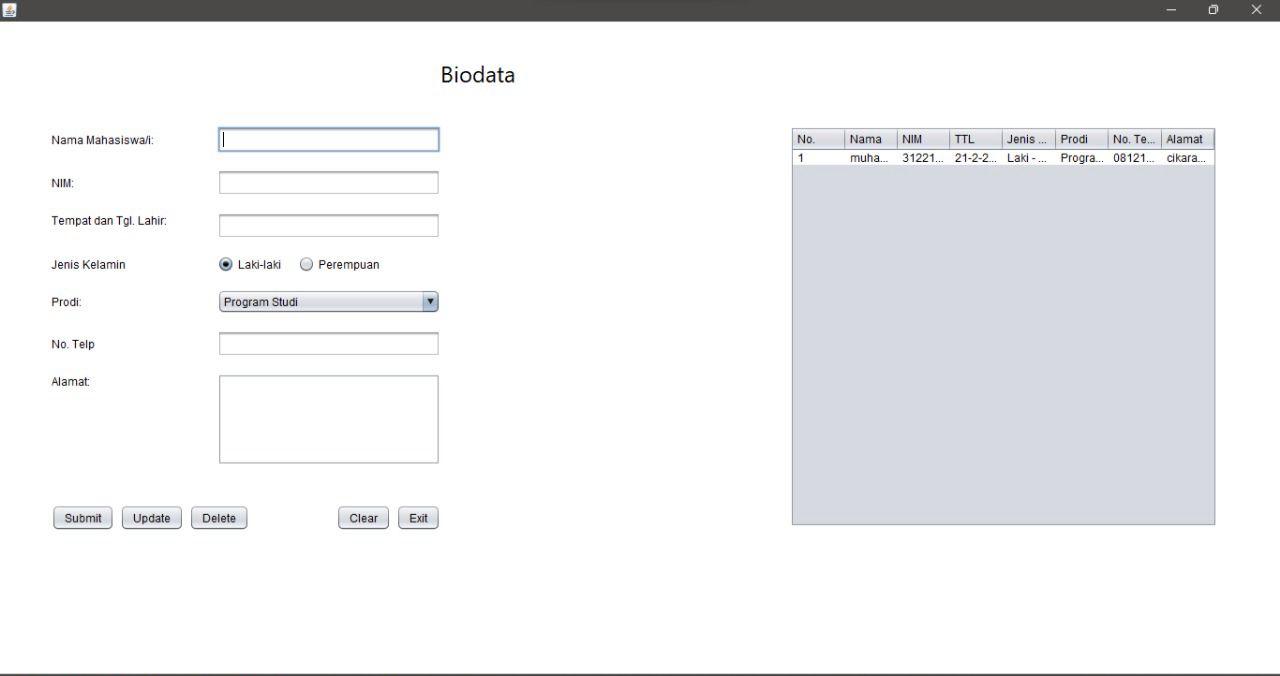 Biodata
Nama Mahasiswa/i:
NIM:
Tempat dan Tgl. Lahir:
Jenis Kelamin
Laki-laki Perempuan
Prodi:
Program Studi
No. Telp
Alamat:
Submit Update Delete Clear Exit
No. Nama NIM TTL Jenis ... Prodi No. Te... Alamat
1 muha... 31221... 21-2-2... Laki - ... Progra... 08121... cikara...